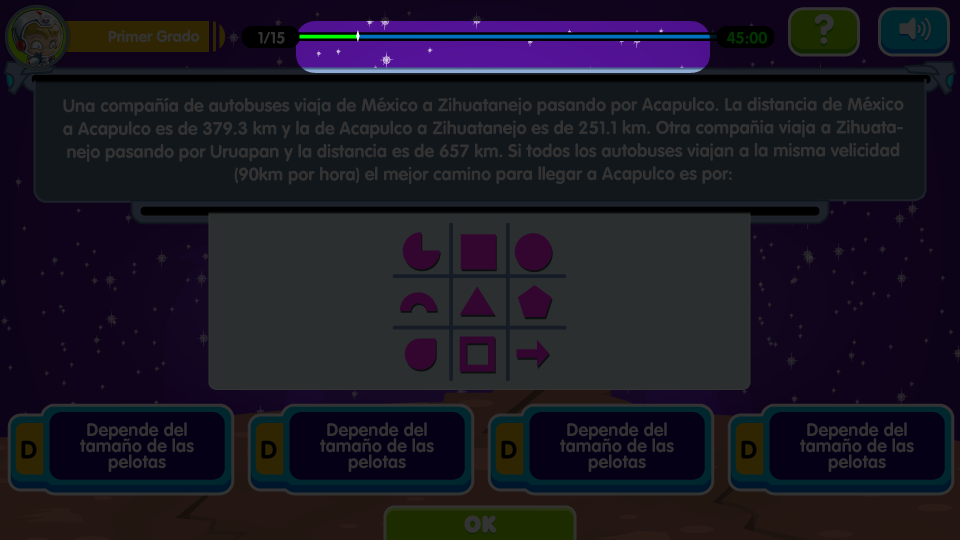 Primer Grado
1/15
45:00
?
Una compañía de autobuses viaja de México a Zihuatanejo pasando por Acapulco. La distancia de México
a Acapulco es de 379.3 km y la de Acapulco a Zihuatanejo es de 251.1 km. Otra compañia viaja a Zihuata-
nejo pasando por Uruapan y la distancia es de 657 km. Si todos los autobuses viajan a la misma velicidad
(90km por hora) el mejor camino para llegar a Acapulco es por:
D
Depende del
tamaño de las
pelotas
D
Depende del
tamaño de las
pelotas
D
Depende del
tamaño de las
pelotas
D
Depende del
tamaño de las
pelotas
OK